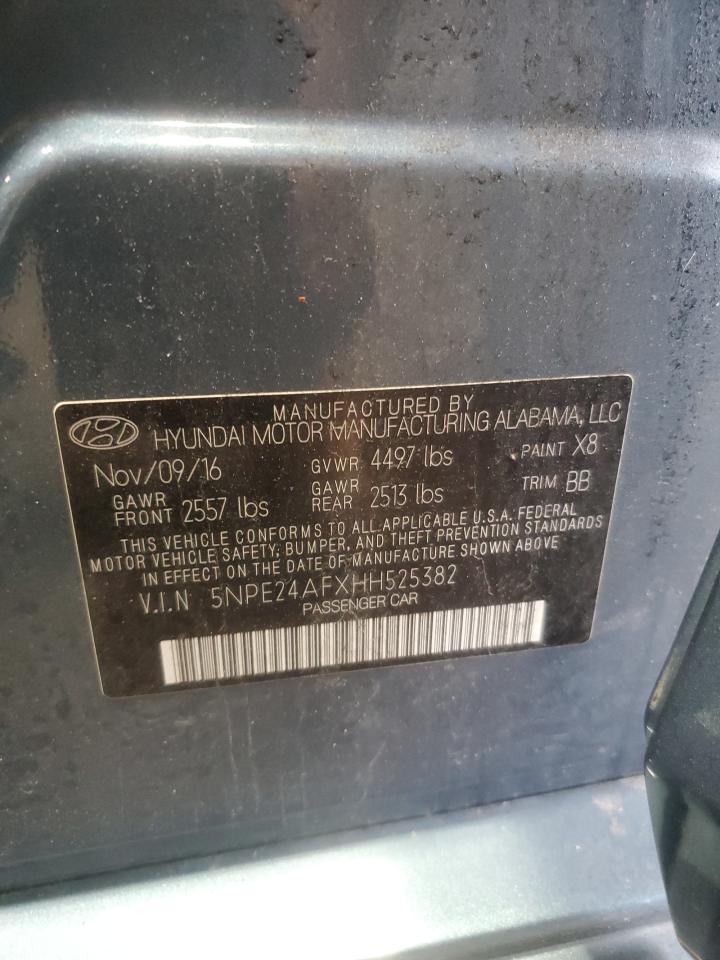 MANUFACTURED BY
HYUNDAI MOTOR MANUFACTURING ALABAMA, LLC
Nov/09/16 GVWR 4497 lbs PAINT X8
GAWR FRONT 2557 lbs GAWR REAR 2513 lbs TRIM BB
THIS VEHICLE CONFORMS TO ALL APPLICABLE U.S.A. FEDERAL
MOTOR VEHICLE SAFETY, BUMPER, AND THEFT PREVENTION STANDARDS
IN EFFECT ON THE DATE OF MANUFACTURE SHOWN ABOVE
V.I.N 5NPE24AFXHH525382
PASSENGER CAR